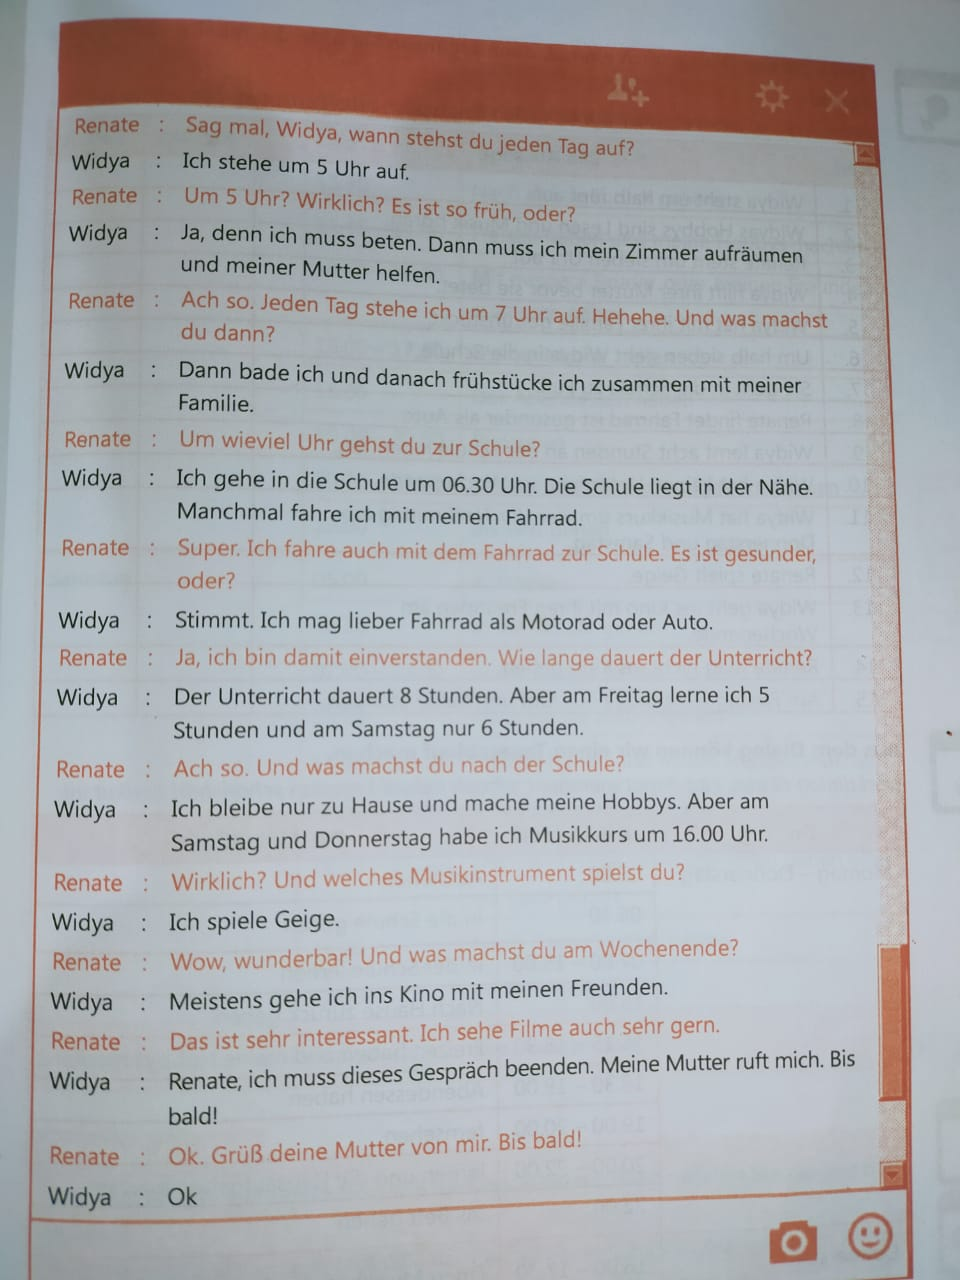 Renate : Sag mal, Widya, wann stehst du jeden Tag auf?
Widya : Ich stehe um 5 Uhr auf.
Renate : Um 5 Uhr? Wirklich? Es ist so früh, oder?
Widya : Ja, denn ich muss beten. Dann muss ich mein Zimmer aufräumen
und meiner Mutter helfen.
Renate : Ach so. Jeden Tag stehe ich um 7 Uhr auf. Hehehe. Und was machst
du dann?
Widya : Dann bade ich und danach frühstücke ich zusammen mit meiner
Familie.
Renate : Um wieviel Uhr gehst du zur Schule?
Widya : Ich gehe in die Schule um 06.30 Uhr. Die Schule liegt in der Nähe.
Manchmal fahre ich mit meinem Fahrrad.
Renate : Super. Ich fahre auch mit dem Fahrrad zur Schule. Es ist gesunder,
oder?
Widya : Stimmt. Ich mag lieber Fahrrad als Motorad oder Auto.
Renate : Ja, ich bin damit einverstanden. Wie lange dauert der Unterricht?
Widya : Der Unterricht dauert 8 Stunden. Aber am Freitag lerne ich 5
Stunden und am Samstag nur 6 Stunden.
Renate : Ach so. Und was machst du nach der Schule?
Widya : Ich bleibe nur zu Hause und mache meine Hobbys. Aber am
Samstag und Donnerstag habe ich Musikkurs um 16.00 Uhr.
Renate : Wirklich? Und welches Musikinstrument spielst du?
Widya : Ich spiele Geige.
Renate : Wow, wunderbar! Und was machst du am Wochenende?
Widya : Meistens gehe ich ins Kino mit meinen Freunden.
Renate : Das ist sehr interessant. Ich sehe Filme auch sehr gern.
Widya : Renate, ich muss dieses Gespräch beenden. Meine Mutter ruft mich. Bis
bald!
Renate : Ok. Grüß deine Mutter von mir. Bis bald!
Widya : Ok